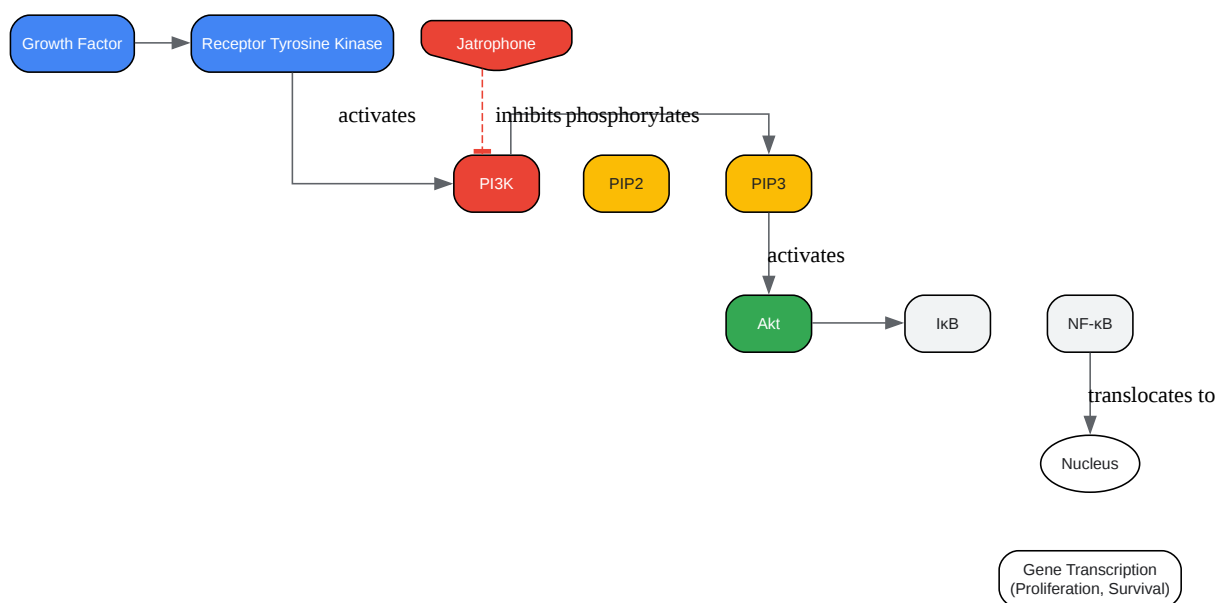 Growth Factor
Receptor Tyrosine Kinase
Jatrophone
activates
inhibits
phosphorylates
PI3K
PIP2
PIP3
activates
Akt
IκB
NF-κB
translocates to
Nucleus
Gene Transcription
(Proliferation, Survival)